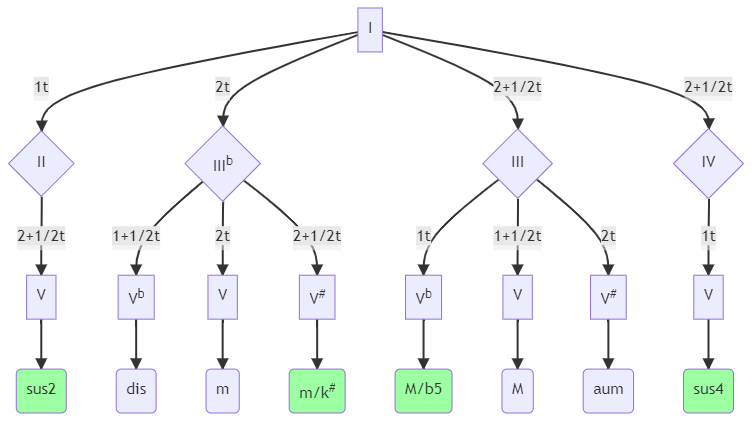 I
1t
2t
2+1/2t
2+1/2t
II
III^b
III
IV
2+1/2t
1+1/2t
2t
2+1/2t
1t
1+1/2t
2t
1t
V
V^b
V
V^#
V^b
V
V^#
V
sus2
dis
m
m/k^#
M/b5
M
aum
sus4